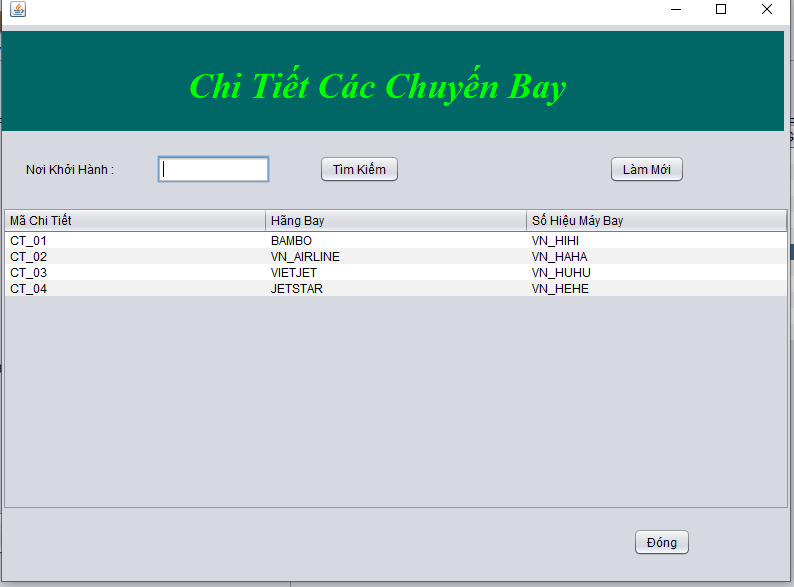 Chi Tiết Các Chuyến Bay
Nơi Khởi Hành : Tìm Kiếm Làm Mới
Mã Chi Tiết Hãng Bay Số Hiệu Máy Bay
CT_01 BAMBO VN_HIHI
CT_02 VN_AIRLINE VN_HAHA
CT_03 VIETJET VN_HUHU
CT_04 JETSTAR VN_HEHE
Đóng